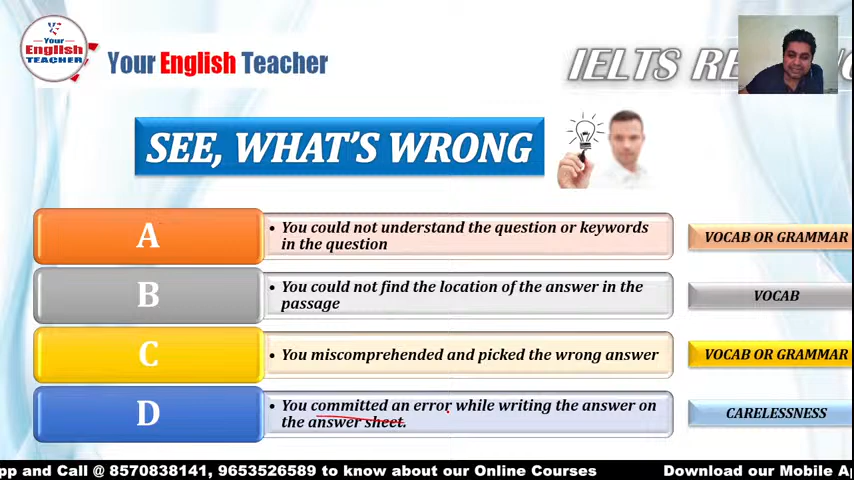 Your
English
TEACHER
Your English Teacher
IELTS
SEE, WHAT'S WRONG
A
• You could not understand the question or keywords
in the question
VOCAB OR GRAMMAR
B
• You could not find the location of the answer in the
passage
VOCAB
C
• You miscomprehended and picked the wrong answer
VOCAB OR GRAMMAR
D
• You committed an error while writing the answer on
the answer sheet.
CARELESSNESS
pp and Call @ 8570838141, 9653526589 to know about our Online Courses
Download our Mobile